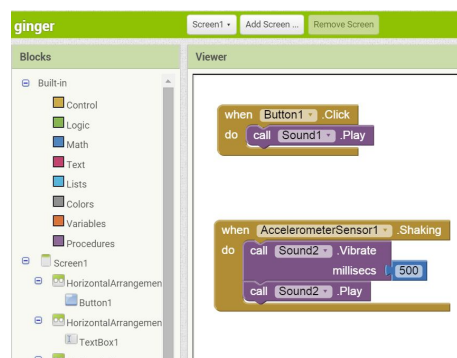 ginger
Screen1 Add Screen ... Remove Screen
Blocks
Viewer
Built-in
Control
Logic
Math
Text
Lists
Colors
Variables
Procedures
Screen1
HorizontalArrangemen
Button1
HorizontalArrangemen
TextBox1
when Button1 .Click
do call Sound1 .Play
when AccelerometerSensor1 .Shaking
do call Sound2 .Vibrate
millisecs 500
call Sound2 .Play